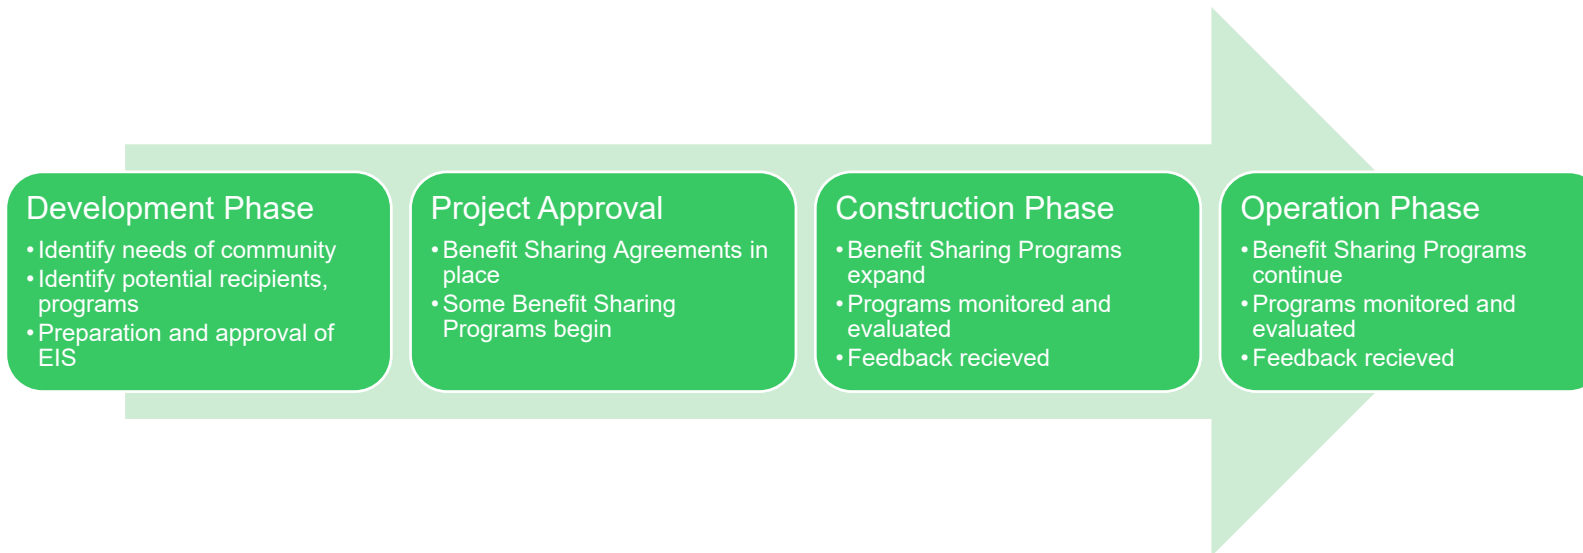 Development Phase
•Identify needs of community
•Identify potential recipients,
programs
•Preparation and approval of
EIS
Project Approval
•Benefit Sharing Agreements in
place
•Some Benefit Sharing
Programs begin
Construction Phase
•Benefit Sharing Programs
expand
•Programs monitored and
evaluated
•Feedback recieved
Operation Phase
•Benefit Sharing Programs
continue
•Programs monitored and
evaluated
•Feedback recieved